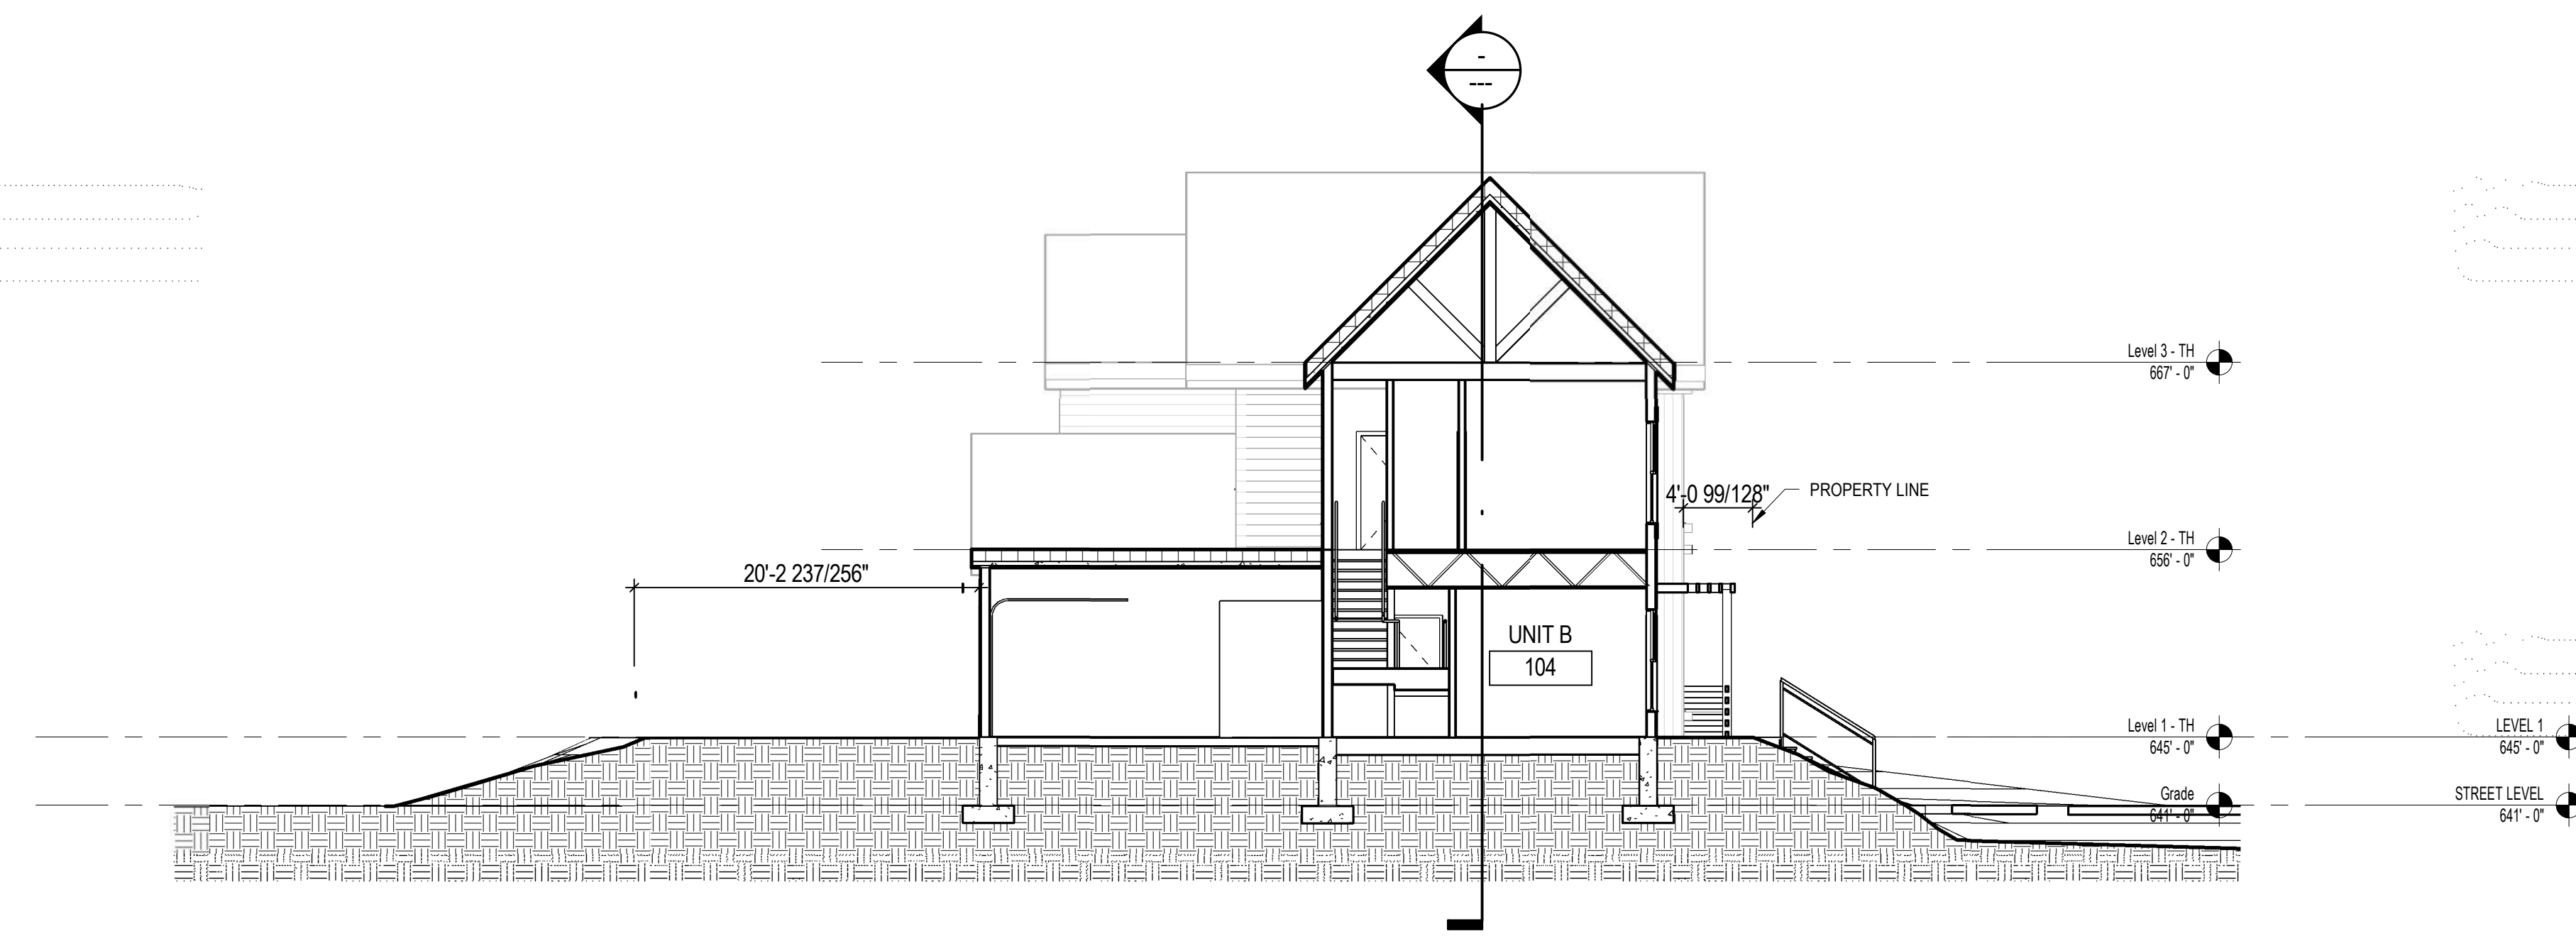 -
---
Level 3 - TH
667' - 0"
4'-0 99/128"
PROPERTY LINE
Level 2 - TH
656' - 0"
20'-2 237/256"
UNIT B
104
Level 1 - TH
645' - 0"
LEVEL 1
645' - 0"
Grade
641' - 0"
STREET LEVEL
641' - 0"